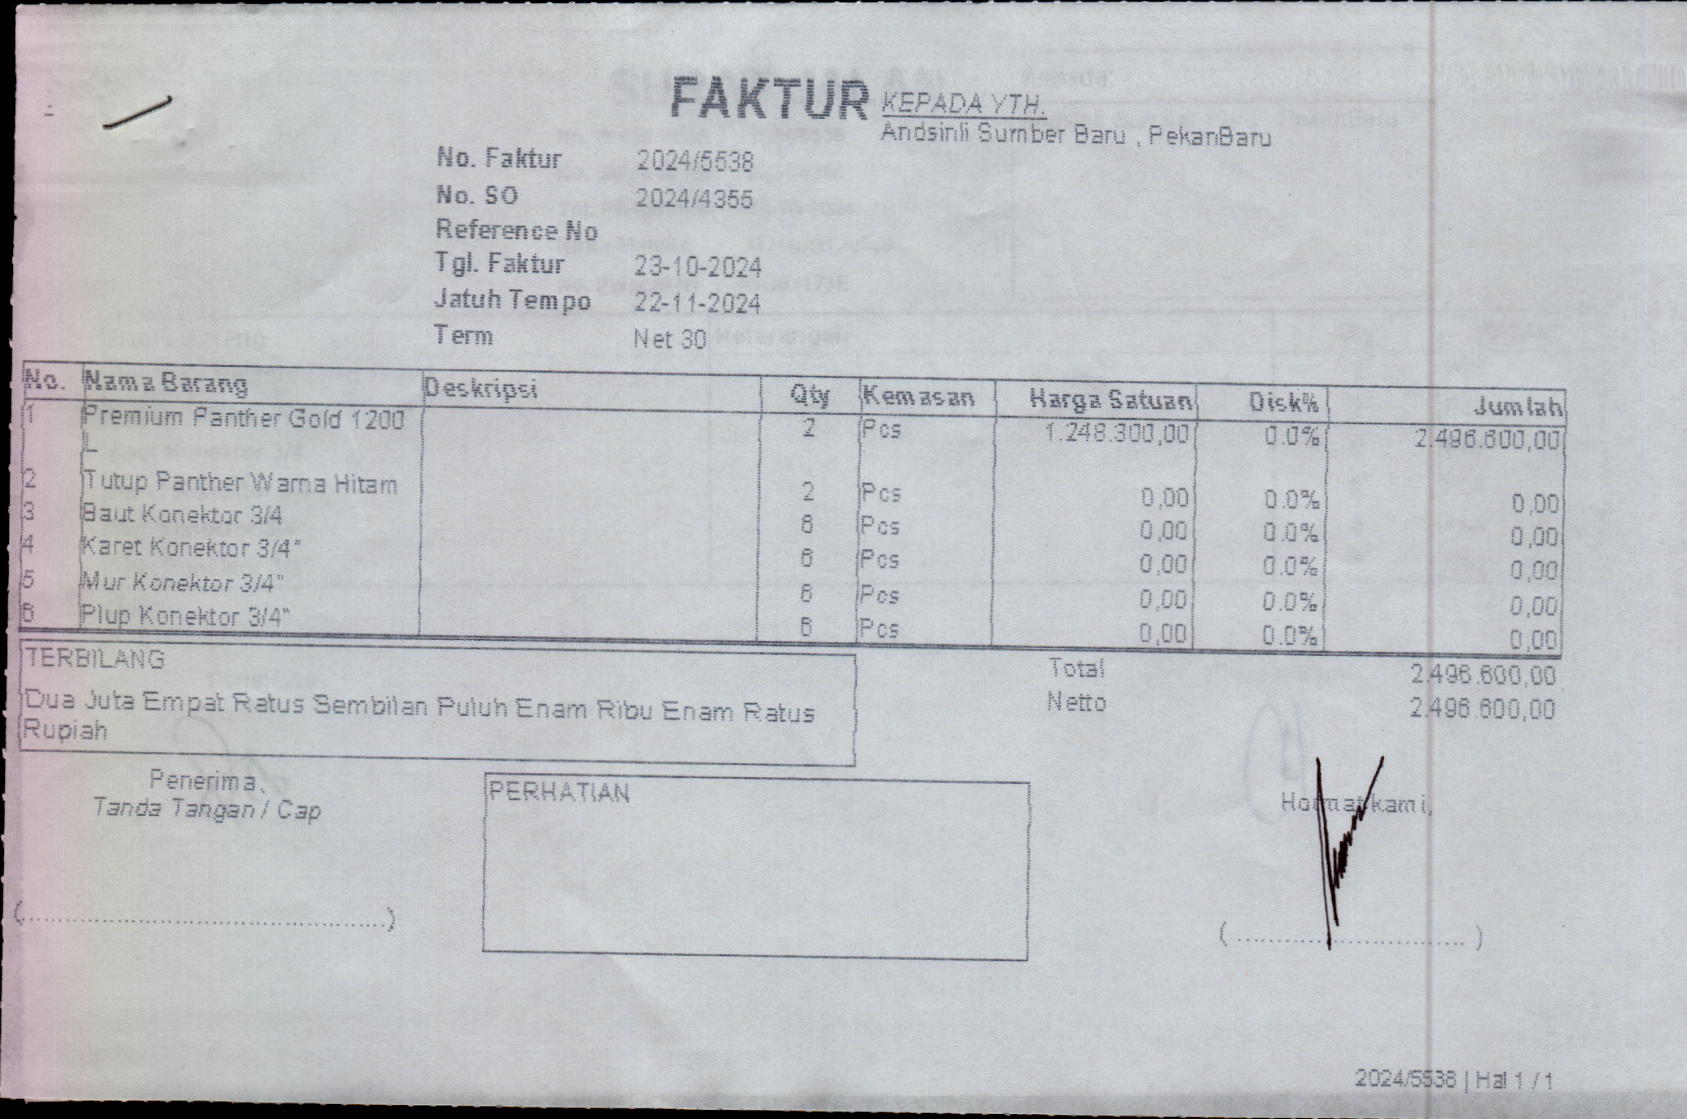 FAKTUR
KEPADA YTH.
Andsinli Sumber Baru , PekanBaru
No. Faktur 2024/5538
No. SO 2024/4355
Reference No
Tgl. Faktur 23-10-2024
Jatuh Tempo 22-11-2024
Term Net 30
No. Nama Barang Deskripsi Qty Kemasan Harga Satuan Disk% Jumlah
1 Premium Panther Gold 1200 2 Pcs 1.248.300,00 0.0% 2.496.600,00
L
2 Tutup Panther Warna Hitam 2 Pcs 0,00 0.0% 0,00
3 Baut Konektor 3/4 6 Pcs 0,00 0.0% 0,00
4 Karet Konektor 3/4" 6 Pcs 0,00 0.0% 0,00
5 Mur Konektor 3/4" 6 Pcs 0,00 0.0% 0,00
6 Plup Konektor 3/4" 6 Pcs 0,00 0.0% 0,00
TERBILANG
Dua Juta Empat Ratus Sembilan Puluh Enam Ribu Enam Ratus
Rupiah
Total 2.496.600,00
Netto 2.496.600,00
Penerima,
Tanda Tangan / Cap
PERHATIAN
Hormat kami,
(..........................................)
( ............................... )
2024/5538 | Hal 1 / 1